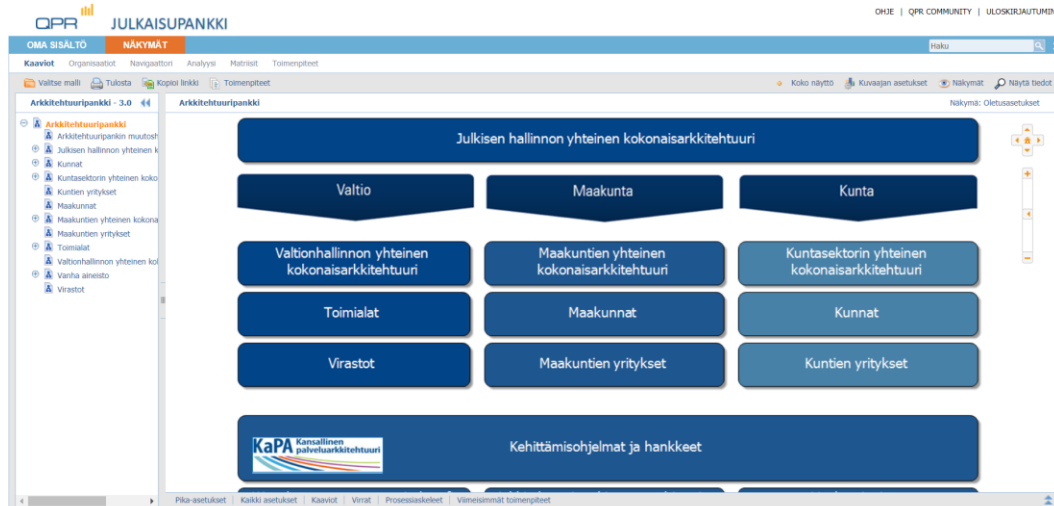 OHJE | QPR COMMUNITY | ULOSKIRJAUTUMIN
QPR JULKAISUPANKKI
OMA SISÄLTÖ NÄKYMÄT Haku
Kaaviot Organisaatiot Navigaattori Analyysi Matriisit Toimenpiteet
Valitse malli Tulosta Kopioi linkki Toimenpiteet Koko näyttö Kuvaajan asetukset Näkymät Näytä tiedot
Arkkitehtuuripankki - 3.0 Arkkitehtuuripankki Näkymä: Oletusasetukset
Arkkitehtuuripankki
Arkkitehtuuripankin muutosh
Julkisen hallinnon yhteinen k
Kunnat
Kuntasektorin yhteinen koko
Kuntien yritykset
Maakunnat
Maakuntien yhteinen kokona
Maakuntien yritykset
Toimialat
Valtionhallinnon yhteinen kol
Vanha aineisto
Virastot
Julkisen hallinnon yhteinen kokonaisarkkitehtuuri
Valtio Maakunta Kunta
Valtionhallinnon yhteinen Maakuntien yhteinen Kuntasektorin yhteinen
kokonaisarkkitehtuuri kokonaisarkkitehtuuri kokonaisarkkitehtuuri
Toimialat Maakunnat Kunnat
Virastot Maakuntien yritykset Kuntien yritykset
KaPA Kansallinen
palveluarkkitehtuuri
Kehittämisohjelmat ja hankkeet
Pika-asetukset | Kaikki asetukset | Kaaviot | Virrat | Prosessiaskeleet | Viimeisimmät toimenpiteet